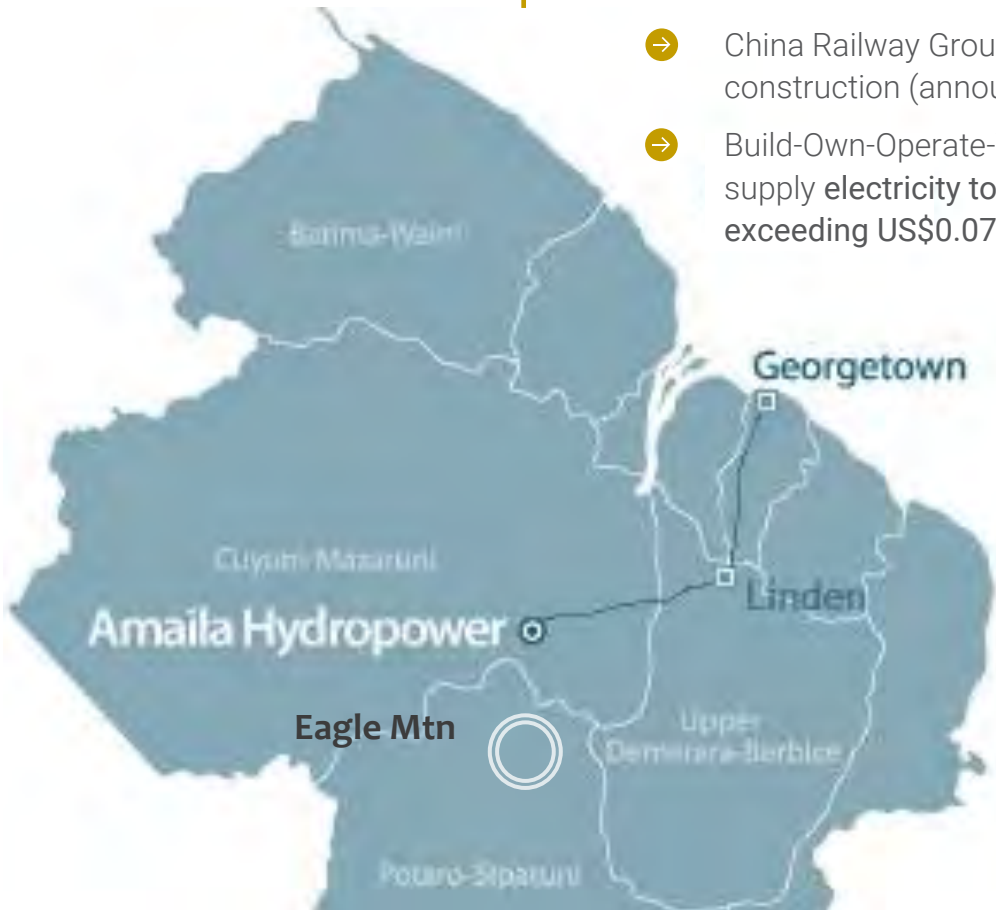 China Railway Grou
construction (annou
Build-Own-Operate-
supply electricity to
exceeding US$0.07
Barima-Waini
Georgetown
Cuyuni-Mazaruni
Linden
Amaila Hydropower
Eagle Mtn
Upper
Demerara-Berbice
Potaro-Siparuni